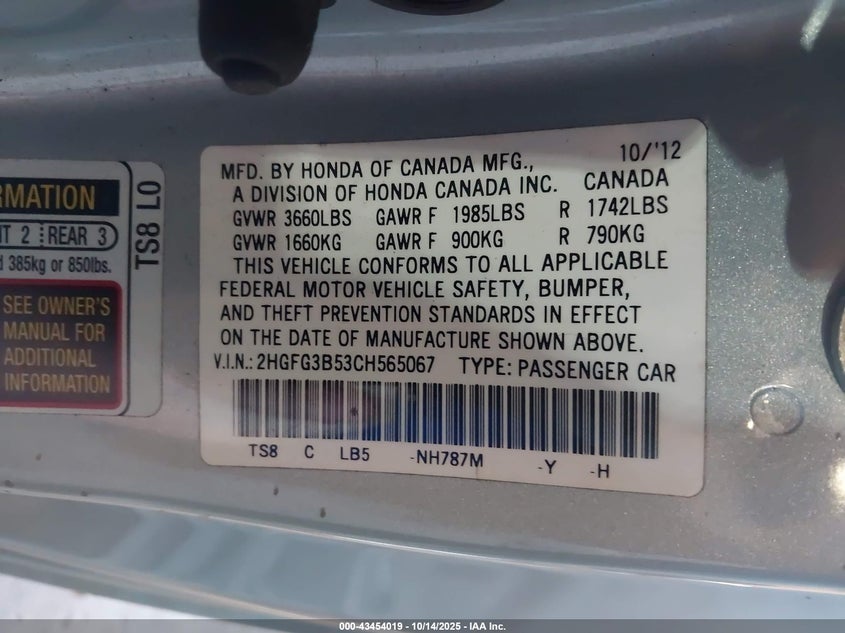 RMATION
T 2 REAR 3
385kg or 850lbs.
SEE OWNER'S
MANUAL FOR
ADDITIONAL
INFORMATION
TS8 L0
10/'12
MFD. BY HONDA OF CANADA MFG.,
A DIVISION OF HONDA CANADA INC. CANADA
GVWR 3660LBS GAWR F 1985LBS R 1742LBS
GVWR 1660KG GAWR F 900KG R 790KG
THIS VEHICLE CONFORMS TO ALL APPLICABLE
FEDERAL MOTOR VEHICLE SAFETY, BUMPER,
AND THEFT PREVENTION STANDARDS IN EFFECT
ON THE DATE OF MANUFACTURE SHOWN ABOVE.
V.I.N.: 2HGFG3B53CH565067 TYPE: PASSENGER CAR
TS8 C LB5 -NH787M -Y -H
000-43454019 - 10/14/2025 - IAA Inc.